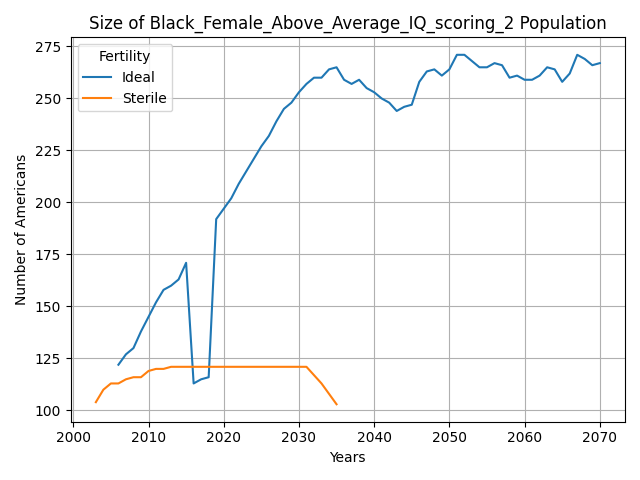 Size of Black_Female_Above_Average_IQ_scoring_2 Population
Fertility
Ideal
Sterile
Number of Americans
275
250
225
200
175
150
125
100
2000 2010 2020 2030 2040 2050 2060 2070
Years